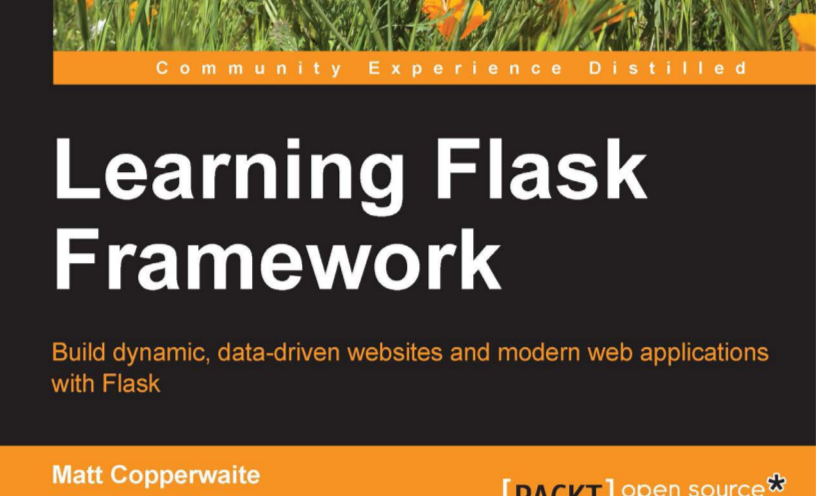 Community Experience Distilled
Learning Flask
Framework
Build dynamic, data-driven websites and modern web applications
with Flask
Matt Copperwaite
[PACKT] open source*